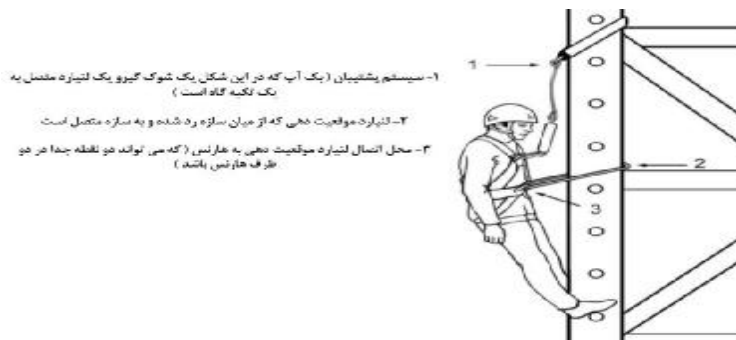 ۱- سیستم پشتیبان ( بک آپ که در این شکل یک شوک گیرو یک لنیارد متصل به
یک تکیه گاه است )
۲- لنیارد موقعیت دهی که از میان سازه رد شده و به سازه متصل است
۳- محل اتصال لنیارد موقعیت دهی به هارنس ( که می تواند دو نقطه جدا در دو
طرف هارنس باشد )
1
2
3